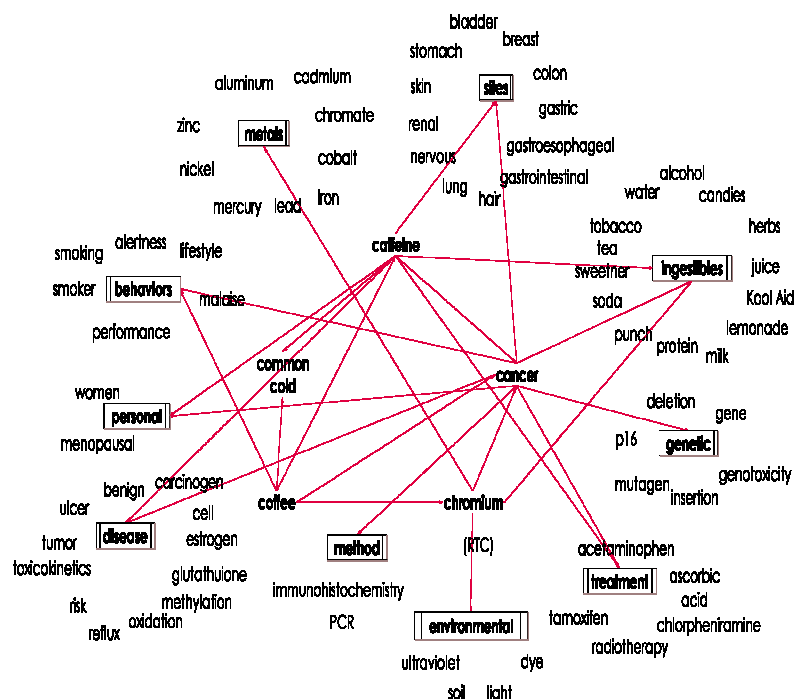 bladder
breast
stomach
colon
aluminum
cadmium
skin
sites
chromate
gastric
zinc
metals
renal
cobalt
nervous
gastroesophageal
nickel
lung
gastrointestinal
alcohol
mercury
lead
Iron
hair
water
candies
smoking
alertness
lifestyle
caffeine
tobacco
herbs
tea
sweetner
ingestibles
juice
smoker
behaviors
malaise
soda
Kool Aid
performance
punch
lemonade
protein
milk
common
cold
cancer
women
personal
deletion
gene
menopausal
p16
genetic
genotoxicity
mutagen
insertion
benign
carcinogen
ulcer
cell
coffee
chromium
disease
estrogen
method
(RTC)
acetaminophen
tumor
toxicokinetics
glutathuione
immunohistochemistry
treatment
ascorbic
acid
risk
methylation
PCR
environmental
tamoxifen
chlorpheniramine
reflux
oxidation
radiotherapy
ultraviolet
dye
soil
light